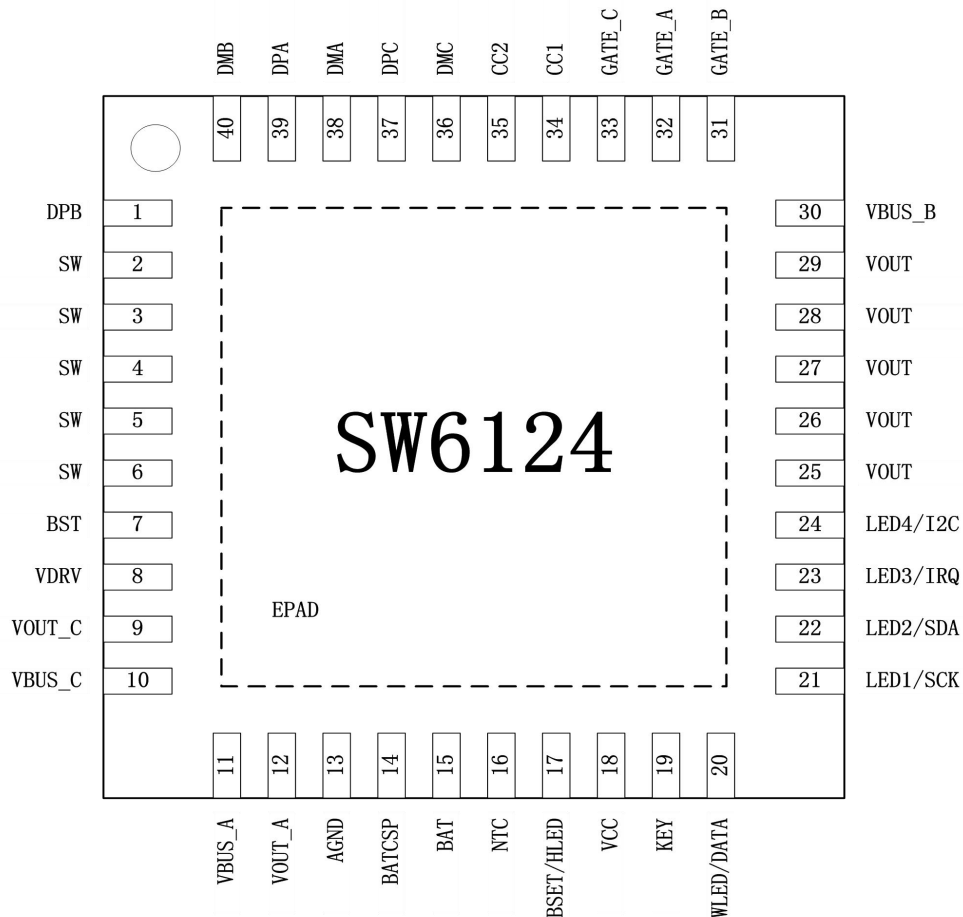 DMB DPA DMA DPC DMC CC2 CC1 GATE_C GATE_A GATE_B
40 39 38 37 36 35 34 33 32 31
DPB 1 30 VBUS_B
SW 2 29 VOUT
SW 3 28 VOUT
SW 4 27 VOUT
SW 5 26 VOUT
SW 6 25 VOUT
SW6124
BST 7 24 LED4/I2C
VDRV 8 23 LED3/IRQ
EPAD
VOUT_C 9 22 LED2/SDA
VBUS_C 10 21 LED1/SCK
11 12 13 14 15 16 17 18 19 20
VBUS_A VOUT_A AGND BATCSP BAT NTC BSET/HLED VCC KEY WLED/DATA